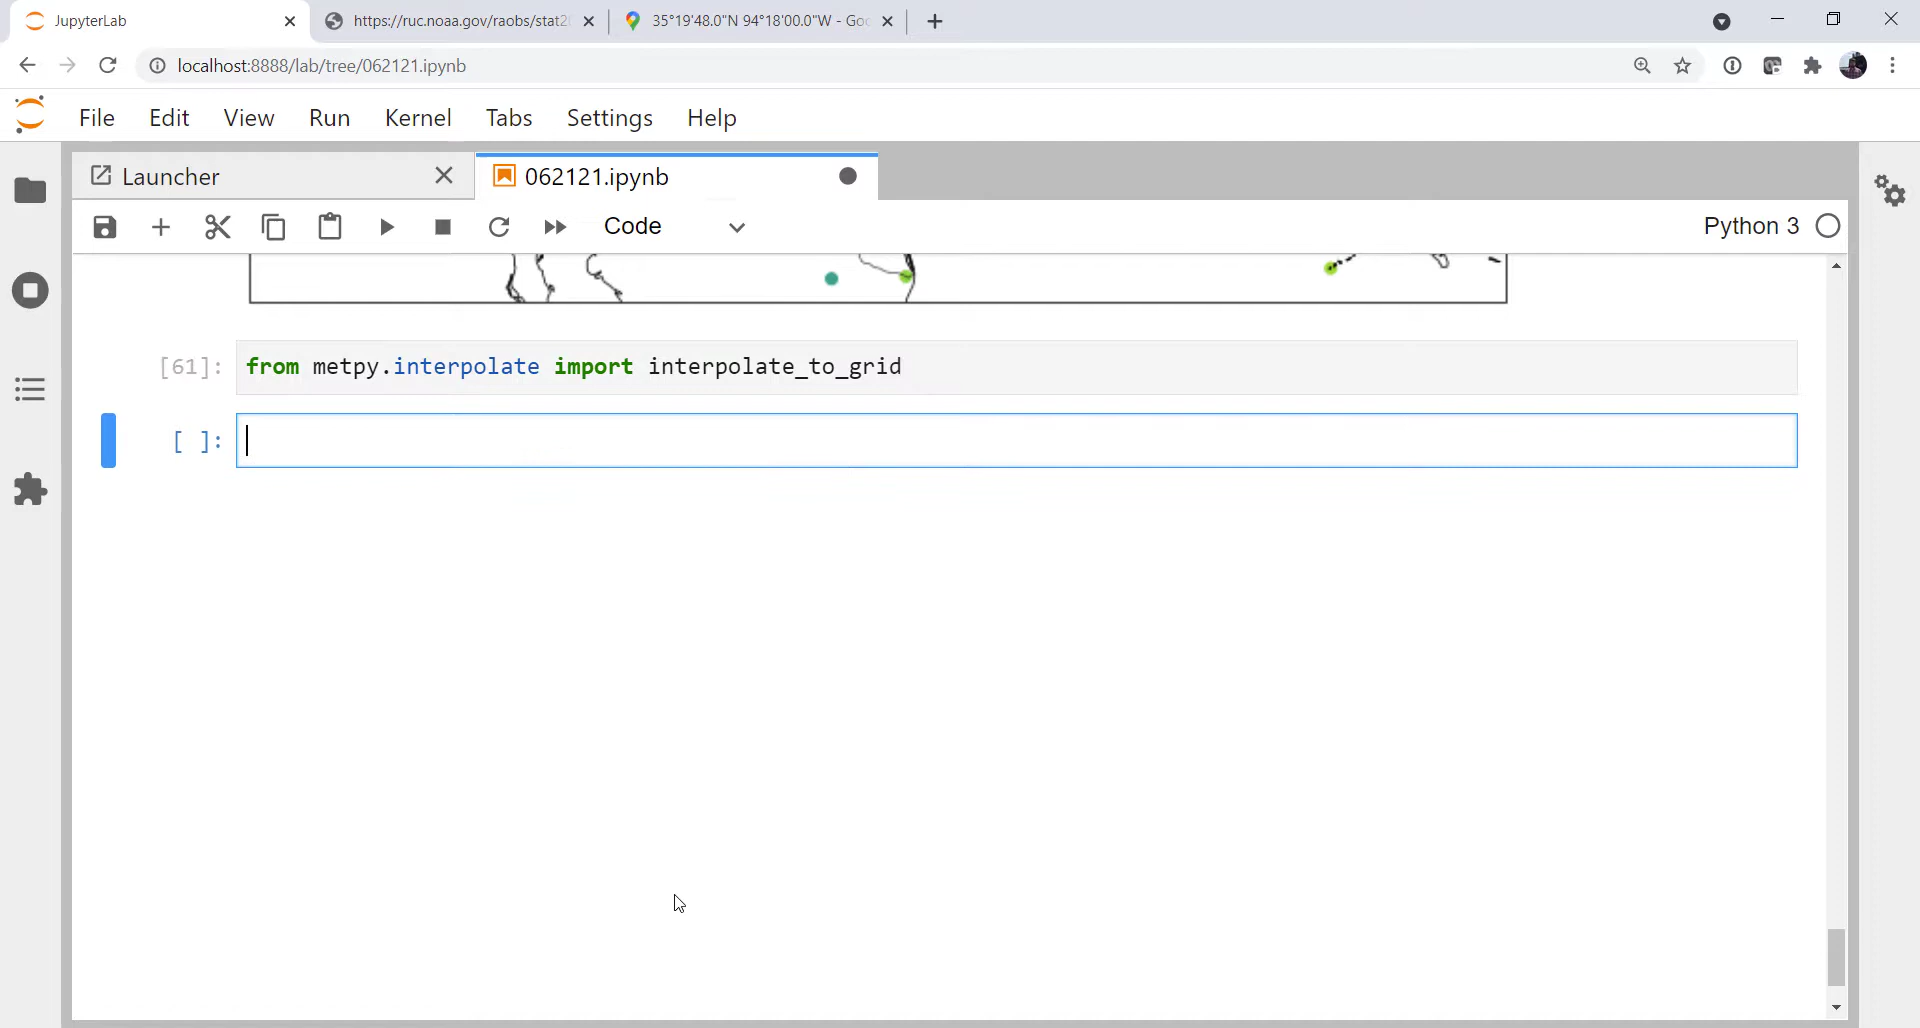 JupyterLab
https://ruc.noaa.gov/raobs/stat2
35°19'48.0"N 94°18'00.0"W - Goo
localhost:8888/lab/tree/062121.ipynb
File Edit View Run Kernel Tabs Settings Help
Launcher
062121.ipynb
Code
Python 3
[61]: from metpy.interpolate import interpolate_to_grid
[ ]: